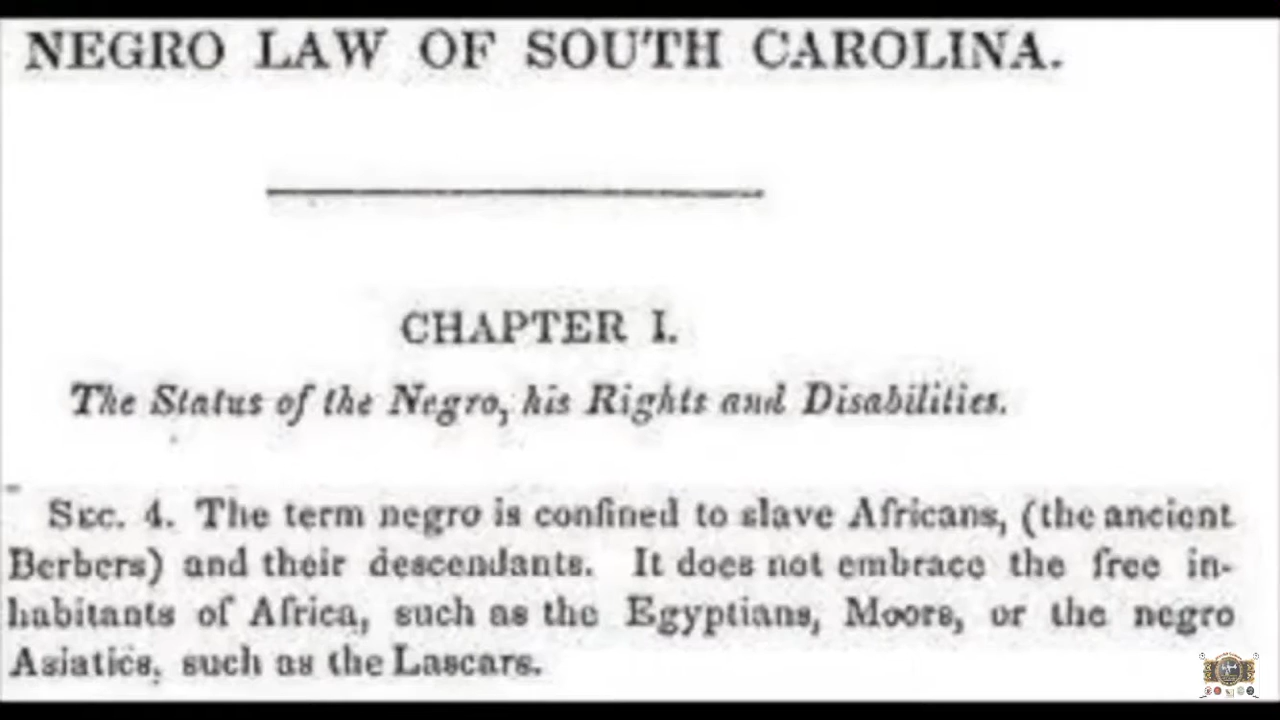 NEGRO LAW OF SOUTH CAROLINA.
CHAPTER I.
The Status of the Negro, his Rights and Disabilities.
SEC. 4. The term negro is confined to slave Africans, (the ancient
Berbers) and their descendants. It does not embrace the free in-
habitants of Africa, such as the Egyptians, Moors, or the negro
Asiatics, such as the Lascars.